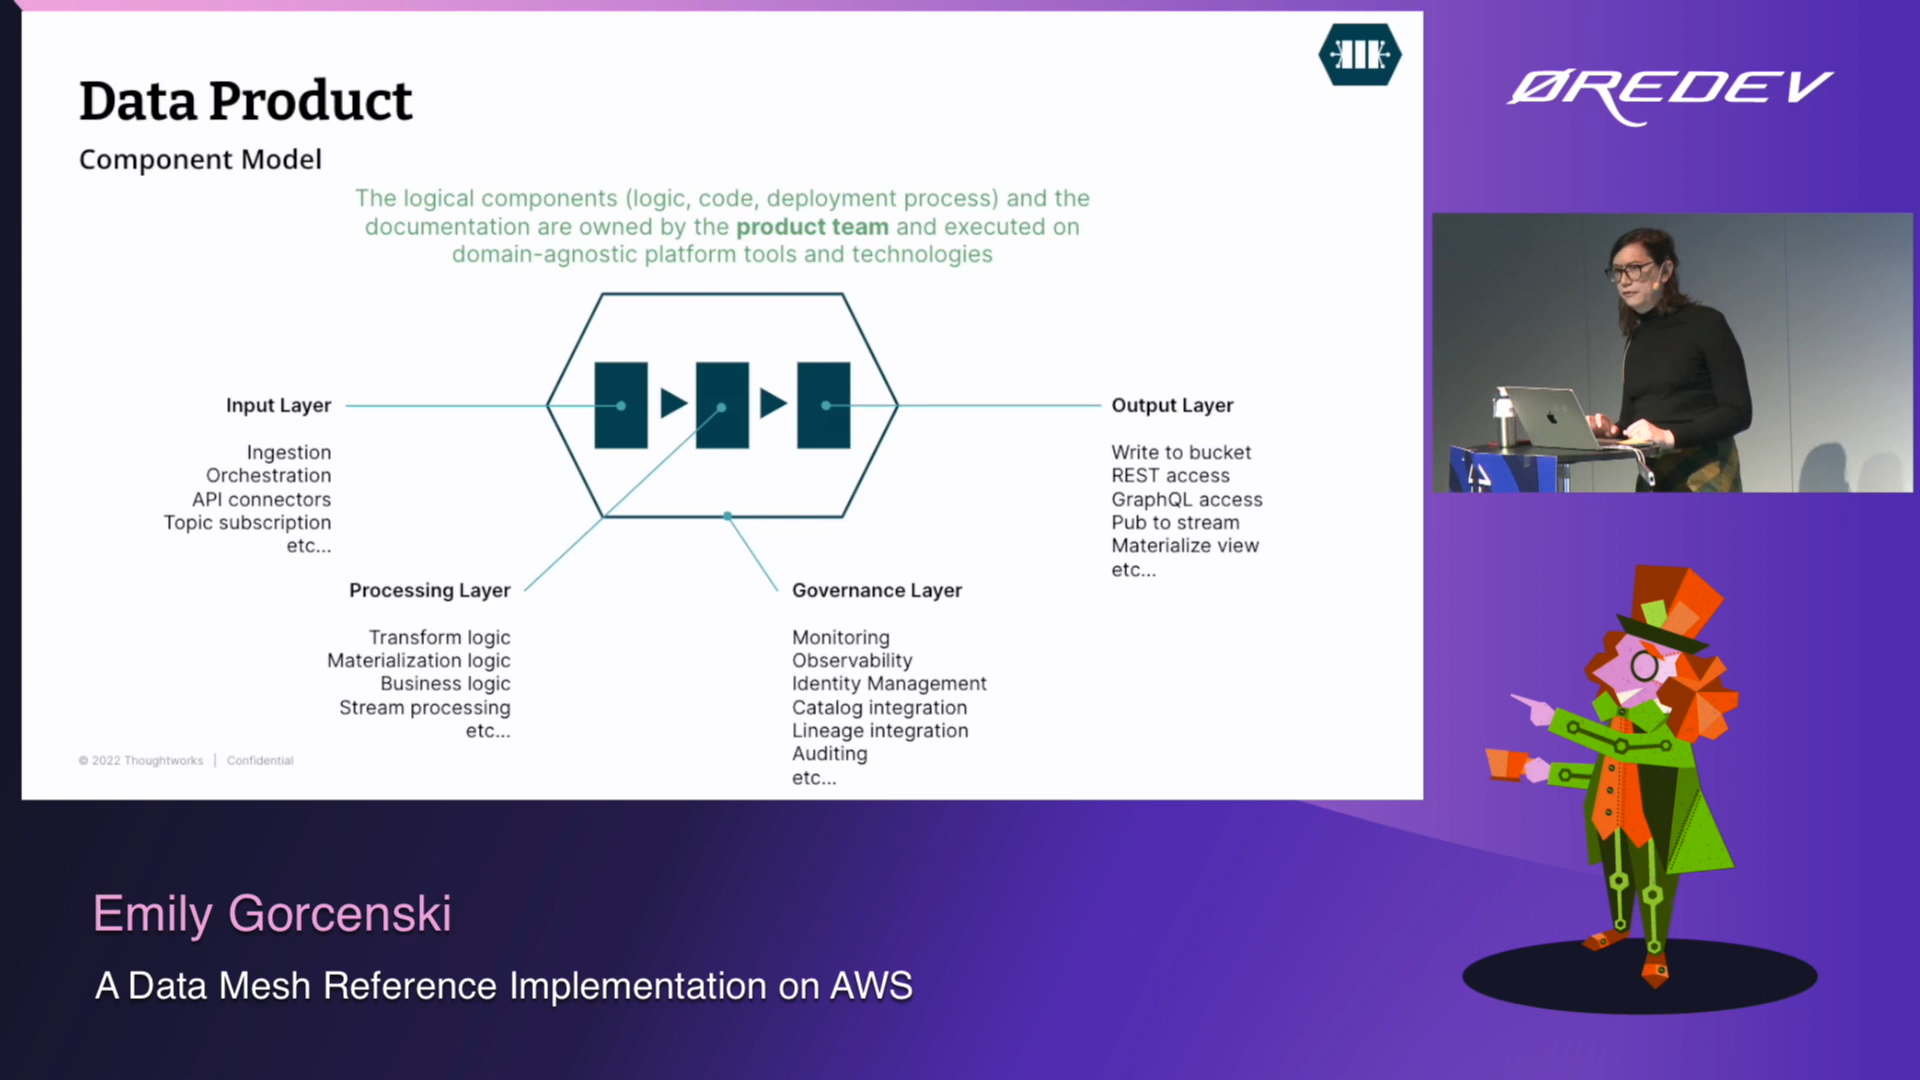 Data Product
Component Model
The logical components (logic, code, deployment process) and the
documentation are owned by the product team and executed on
domain-agnostic platform tools and technologies
Input Layer
Ingestion
Orchestration
API connectors
Topic subscription
etc...
Processing Layer
Transform logic
Materialization logic
Business logic
Stream processing
etc...
Governance Layer
Monitoring
Observability
Identity Management
Catalog integration
Lineage integration
Auditing
etc...
Output Layer
Write to bucket
REST access
GraphQL access
Pub to stream
Materialize view
etc...
© 2022 Thoughtworks | Confidential
ØREDEV
Emily Gorcenski
A Data Mesh Reference Implementation on AWS